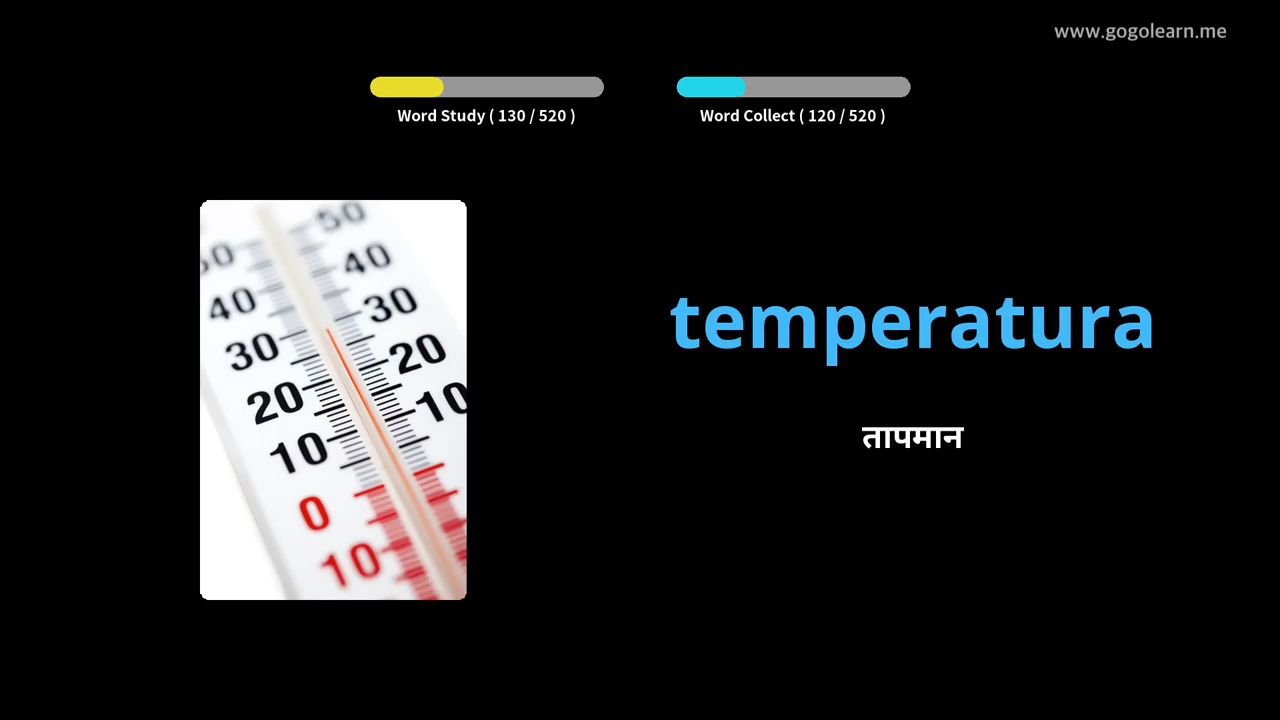 www.gogolearn.me
Word Study ( 130 / 520 )
Word Collect ( 120 / 520 )
50
40
40
30
30
20
20
10
10
0
10
temperatura
तापमान